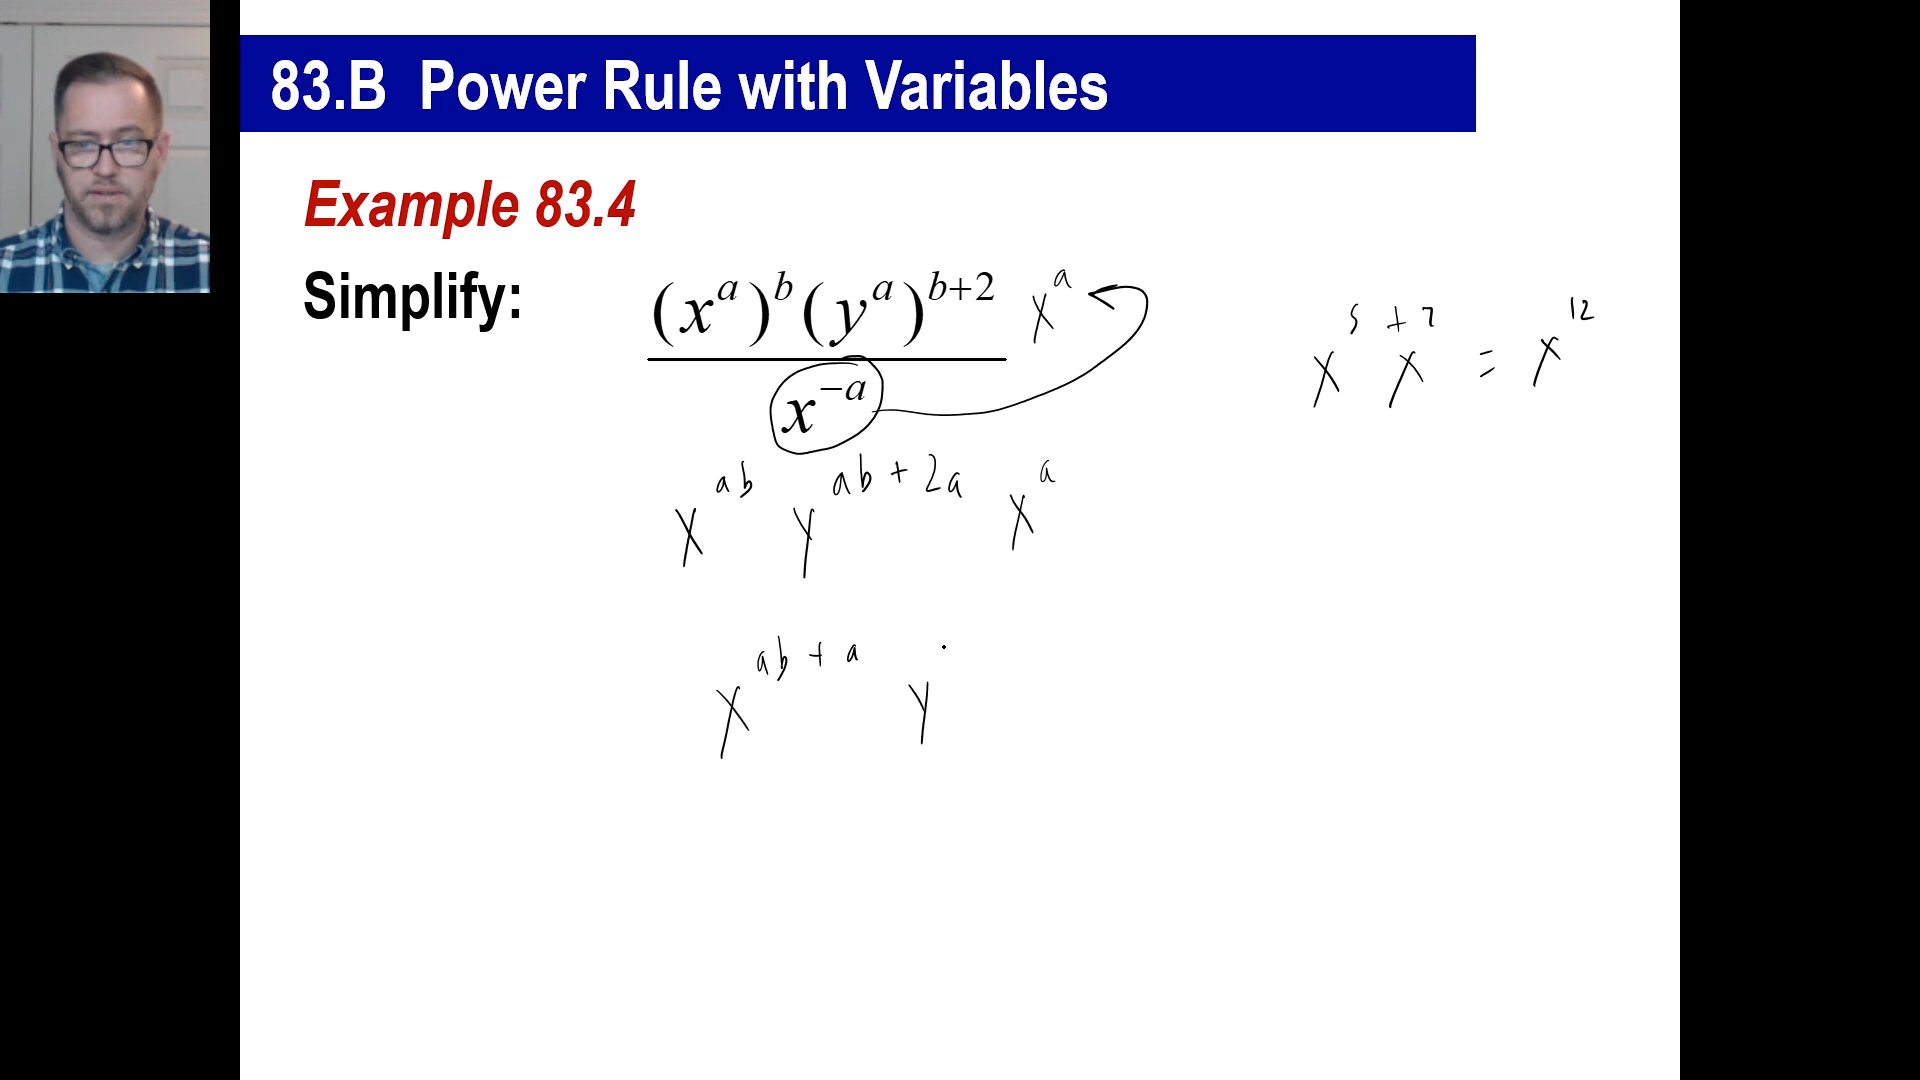 83.B Power Rule with Variables
Example 83.4
Simplify: (x^a)^b (y^a)^{b+2} x^a
x^{-a}
x^5 + x^7 = x^12
x^{ab} y^{ab + 2a} x^a
x^{ab + a} y